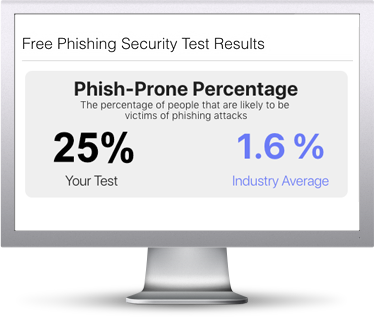 Free Phishing Security Test Results
Phish-Prone Percentage
The percentage of people that are likely to be
victims of phishing attacks
25% 1.6 %
Your Test Industry Average